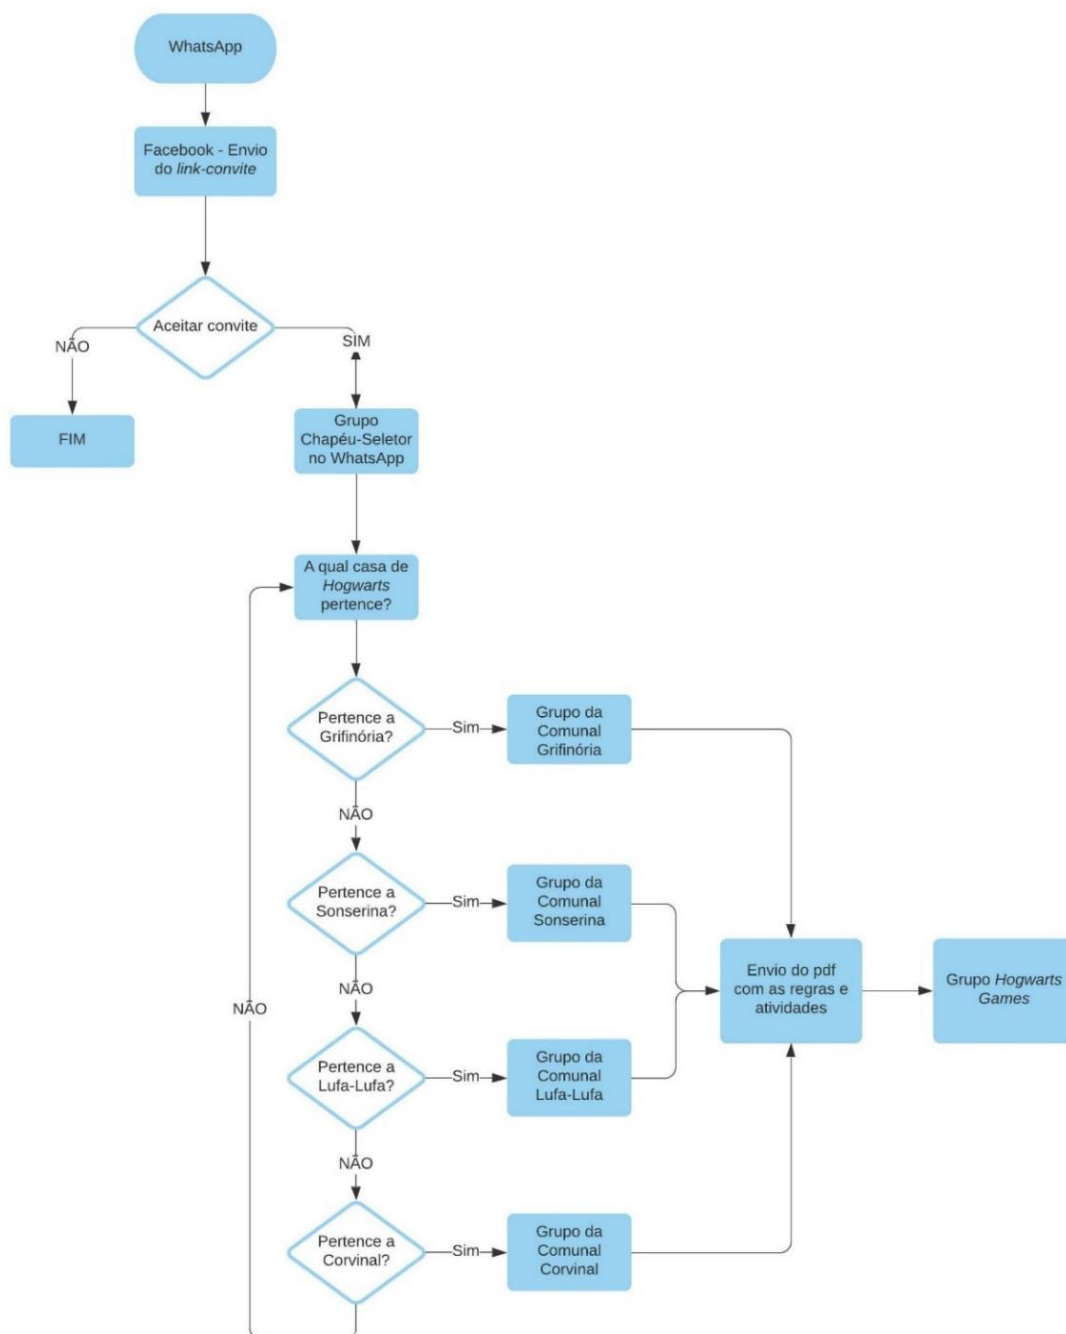 WhatsApp
Facebook - Envio
do link-convite
Aceitar convite
NÃO
SIM
FIM
Grupo
Chapéu-Seletor
no WhatsApp
A qual casa de
Hogwarts
pertence?
Pertence a
Grifinória?
Sim
Grupo da
Comunal
Grifinória
NÃO
Pertence a
Sonserina?
Sim
Grupo da
Comunal
Sonserina
NÃO
NÃO
Pertence a
Lufa-Lufa?
Sim
Grupo da
Comunal
Lufa-Lufa
Envio do pdf
com as regras e
atividades
Grupo Hogwarts
Games
NÃO
Pertence a
Corvinal?
Sim
Grupo da
Comunal
Corvinal